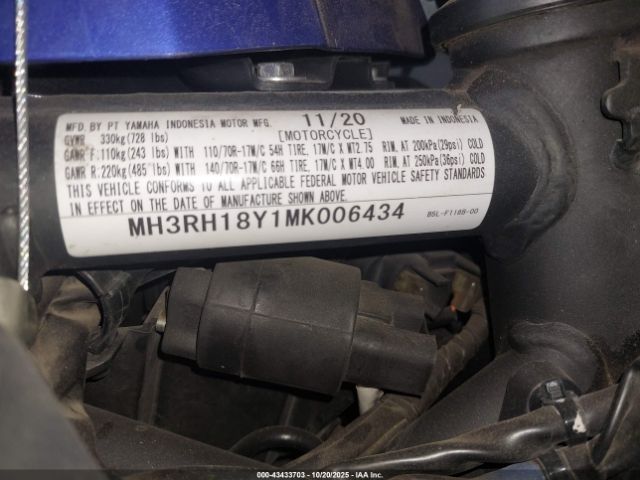 MFD. BY PT YAMAHA INDONESIA MOTOR MFG. 11/20 MADE IN INDONESIA
GVWR 330kg(728 lbs) [MOTORCYCLE]
GAWR F:110kg(243 lbs) WITH 110/70R-17M/C 54H TIRE, 17M/C X MT2.75 RIM, AT 200kPa(29psi) COLD
GAWR R:220kg(485 lbs) WITH 140/70R-17M/C 66H TIRE, 17M/C X MT4.00 RIM, AT 250kPa(36psi) COLD
THIS VEHICLE CONFORMS TO ALL APPLICABLE FEDERAL MOTOR VEHICLE SAFETY STANDARDS
IN EFFECT ON THE DATE OF MANUFACTURE SHOWN ABOVE.
MH3RH18Y1MK006434 B5L-F118B-00
000-43433703 - 10/20/2025 - IAA Inc.